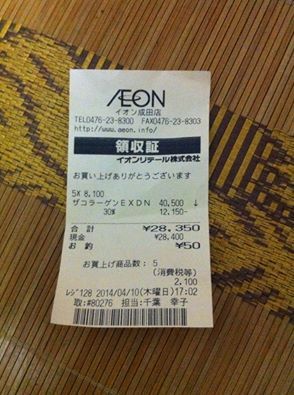 ÆON
イオン成田店
TEL0476-23-8300 FAX0476-23-8303
http://www.aeon.info/
領収証
イオンリテール株式会社
お買い上げありがとうございます
5X 8,100
ザコラーゲンEXDN 40,500 ↓
30% 12,150-
合計 ¥28,350
現金 ¥28,400
お釣 ¥50
お買上商品数:5
(消費税等)
2,100
レジ128 2014/04/10(木曜日)17:02
取:#80276 担当:千葉 幸子